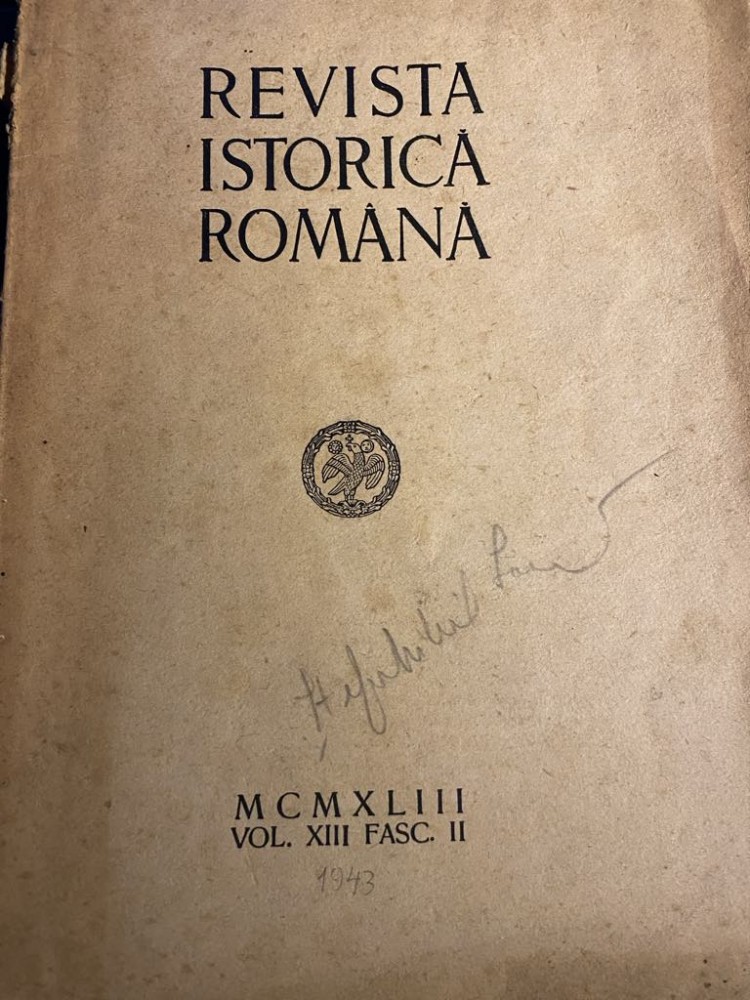 REVISTA
ISTORICĂ
ROMÂNĂ
MCMXLIII
VOL. XIII FASC. II
1943